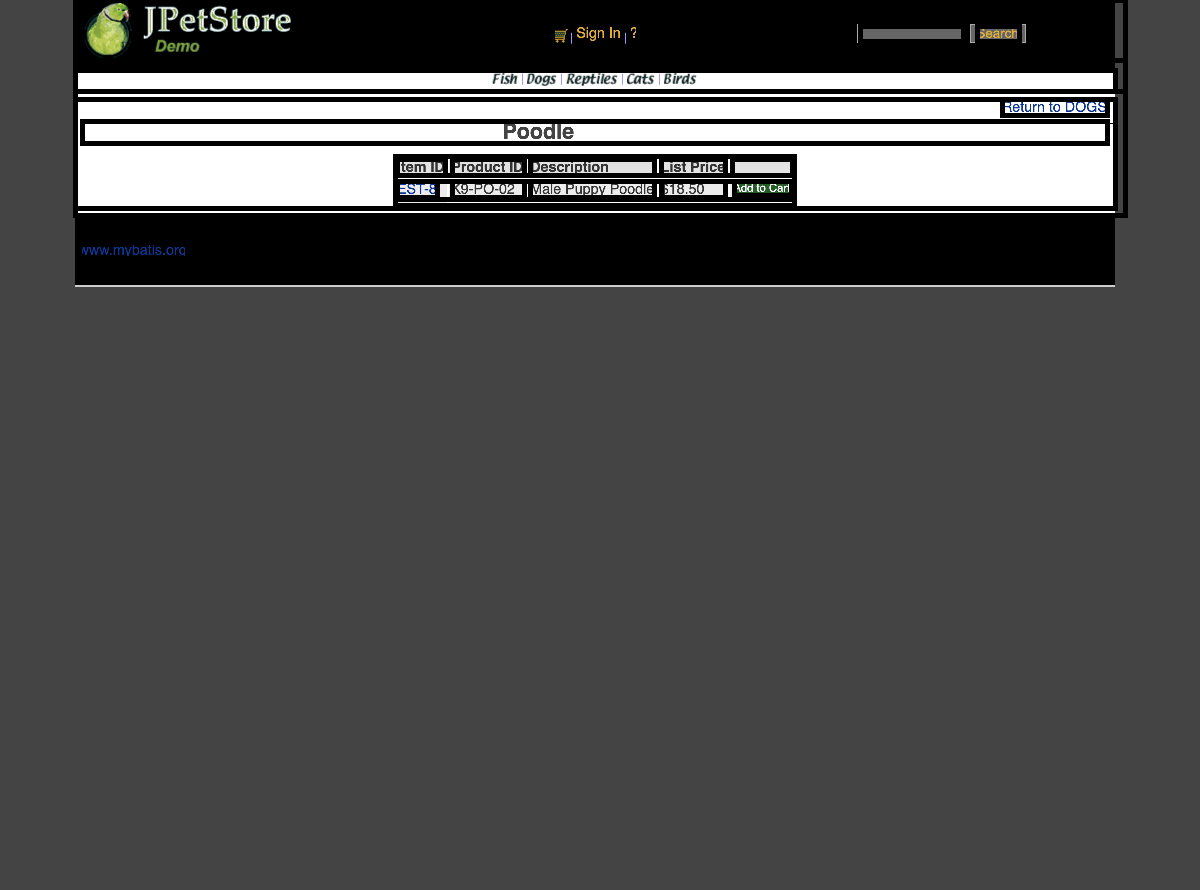 JPetStore
Demo
Sign In | ?
Search
Fish | Dogs | Reptiles | Cats | Birds
Return to DOGS
Poodle
Item ID Product ID Description List Price
EST-8 K9-PO-02 Male Puppy Poodle $18.50 Add to Cart
www.mybatis.org